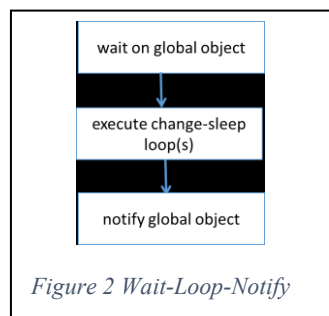 wait on global object
execute change-sleep
loop(s)
notify global object
Figure 2 Wait-Loop-Notify